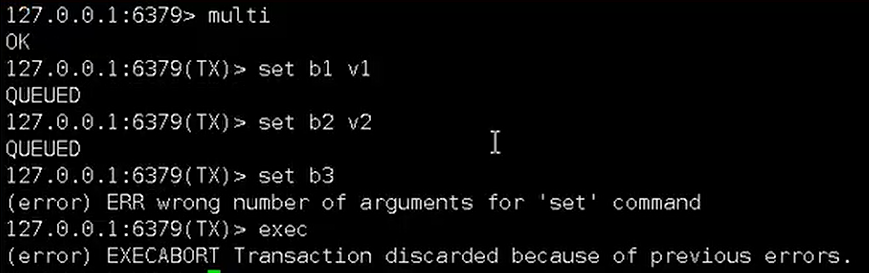 127.0.0.1:6379> multi
OK
127.0.0.1:6379(TX)> set b1 v1
QUEUED
127.0.0.1:6379(TX)> set b2 v2
QUEUED
127.0.0.1:6379(TX)> set b3
(error) ERR wrong number of arguments for 'set' command
127.0.0.1:6379(TX)> exec
(error) EXECABORT Transaction discarded because of previous errors.